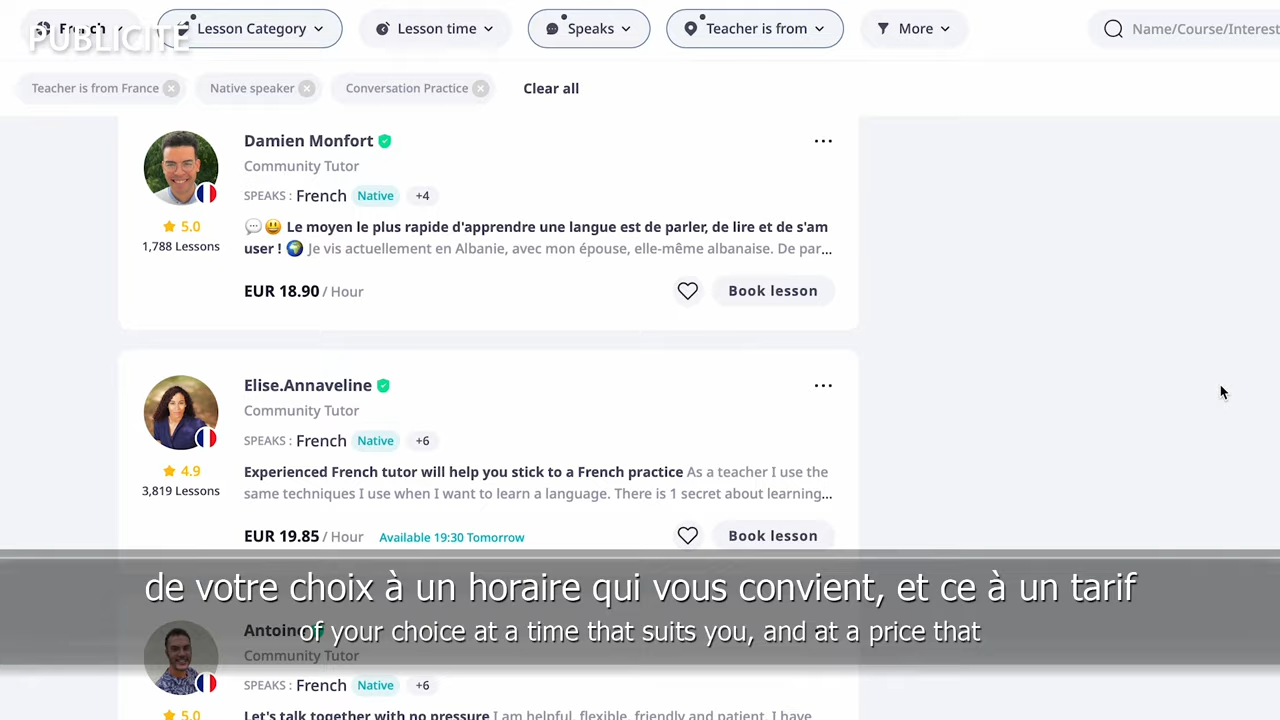 French
PUBLICITÉ
Lesson Category
Lesson time
Speaks
Teacher is from
More
Name/Course/Interest
Teacher is from France
Native speaker
Conversation Practice
Clear all
Damien Monfort
Community Tutor
SPEAKS : French Native +4
5.0
1,788 Lessons
💬😃 Le moyen le plus rapide d'apprendre une langue est de parler, de lire et de s'am
user ! 🌍 Je vis actuellement en Albanie, avec mon épouse, elle-même albanaise. De par...
EUR 18.90 / Hour
Book lesson
Elise.Annaveline
Community Tutor
SPEAKS : French Native +6
4.9
3,819 Lessons
Experienced French tutor will help you stick to a French practice As a teacher I use the
same techniques I use when I want to learn a language. There is 1 secret about learning...
EUR 19.85 / Hour Available 19:30 Tomorrow
Book lesson
de votre choix à un horaire qui vous convient, et ce à un tarif
of your choice at a time that suits you, and at a price that
Antoine
Community Tutor
SPEAKS : French Native +6
5.0
Let's talk together with no pressure I am helpful, flexible, friendly and patient. I have